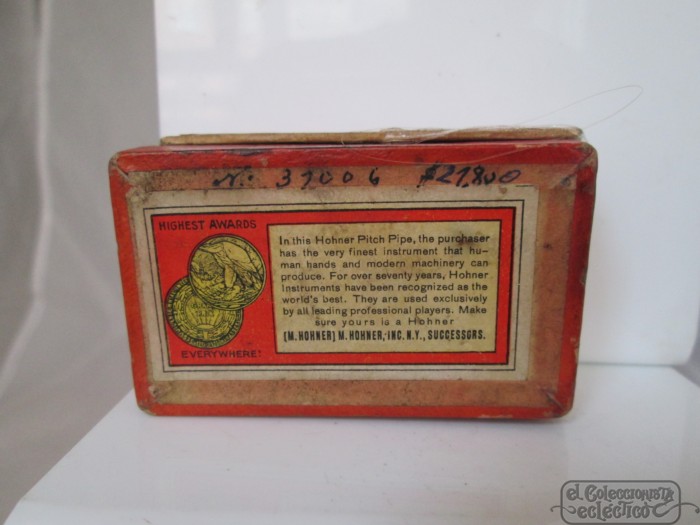 Nº. 37006 $27.800
HIGHEST AWARDS
In this Hohner Pitch Pipe, the purchaser
has the very finest instrument that hu-
man hands and modern machinery can
produce. For over seventy years, Hohner
Instruments have been recognized as the
world's best. They are used exclusively
by all leading professional players. Make
sure yours is a Hohner
[M. HOHNER] M. HOHNER, INC. N.Y., SUCCESSORS.
EVERYWHERE!
el Coleccionista
ecléctico